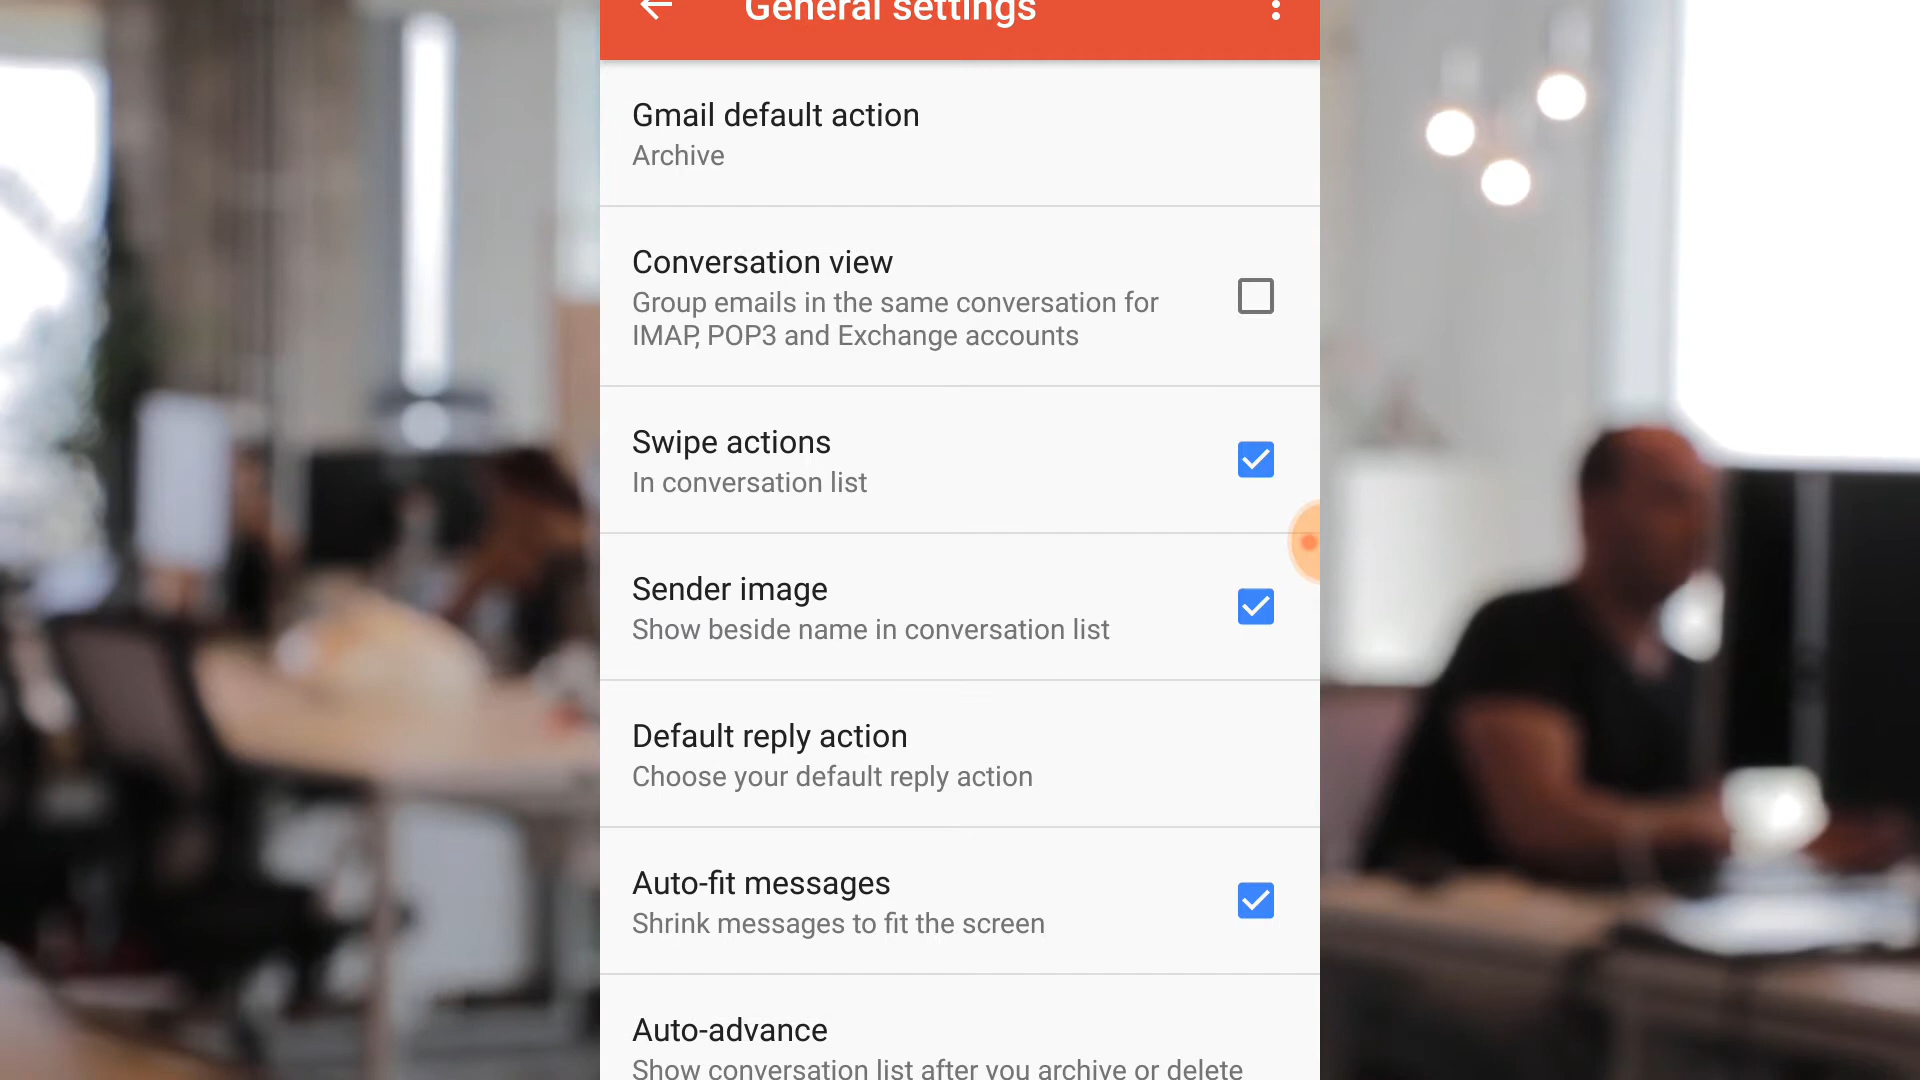 General settings
Gmail default action
Archive
Conversation view
Group emails in the same conversation for
IMAP, POP3 and Exchange accounts
Swipe actions
In conversation list
Sender image
Show beside name in conversation list
Default reply action
Choose your default reply action
Auto-fit messages
Shrink messages to fit the screen
Auto-advance
Show conversation list after you archive or delete